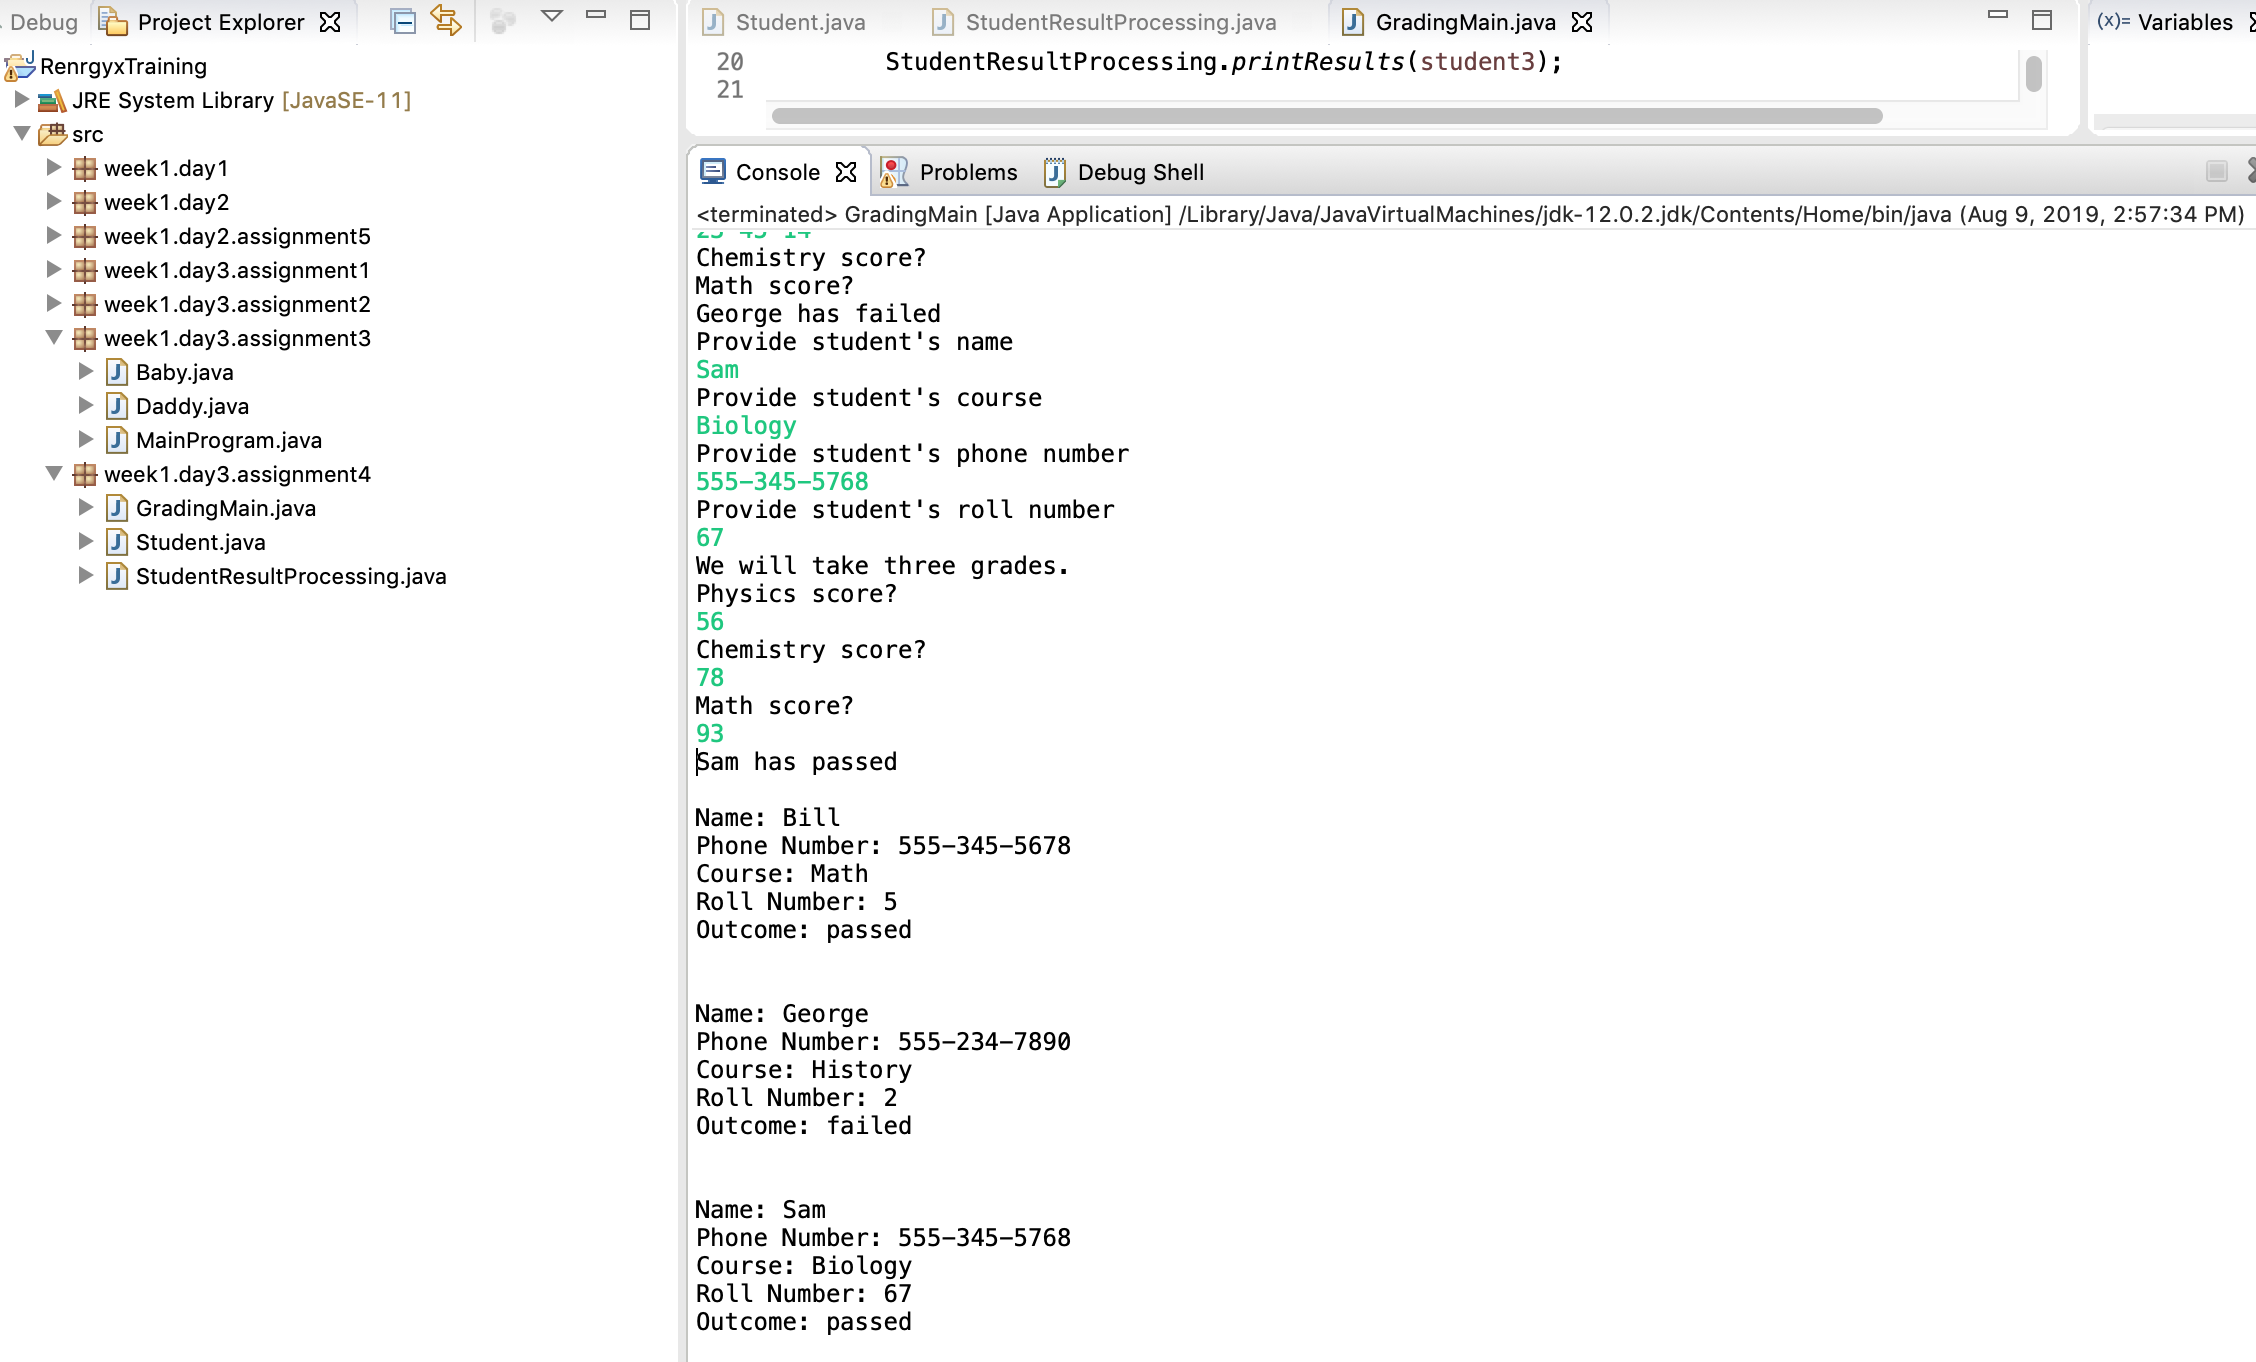 Debug
Project Explorer
RenrgyxTraining
JRE System Library [JavaSE-11]
src
week1.day1
week1.day2
week1.day2.assignment5
week1.day3.assignment1
week1.day3.assignment2
week1.day3.assignment3
Baby.java
Daddy.java
MainProgram.java
week1.day3.assignment4
GradingMain.java
Student.java
StudentResultProcessing.java
Student.java
StudentResultProcessing.java
GradingMain.java
(x)= Variables
20 StudentResultProcessing.printResults(student3);
21
Console
Problems
Debug Shell
<terminated> GradingMain [Java Application] /Library/Java/JavaVirtualMachines/jdk-12.0.2.jdk/Contents/Home/bin/java (Aug 9, 2019, 2:57:34 PM)
Chemistry score?
Math score?
George has failed
Provide student's name
Sam
Provide student's course
Biology
Provide student's phone number
555-345-5768
Provide student's roll number
67
We will take three grades.
Physics score?
56
Chemistry score?
78
Math score?
93
Sam has passed
Name: Bill
Phone Number: 555-345-5678
Course: Math
Roll Number: 5
Outcome: passed
Name: George
Phone Number: 555-234-7890
Course: History
Roll Number: 2
Outcome: failed
Name: Sam
Phone Number: 555-345-5768
Course: Biology
Roll Number: 67
Outcome: passed